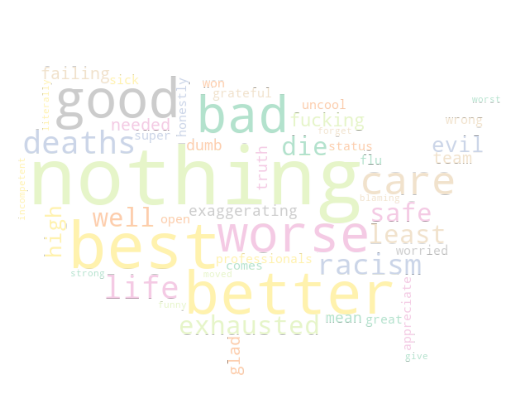 failing
sick
won
grateful
literally
good
honestly
bad
uncool
worst
needed
super
fucking
forget
wrong
deaths
dumb
die
status
evil
nothing
truth
flu
team
incompetent
care
blaming
high
well
open
exaggerating
safe
best
worse
least
worried
professionals
strong
comes
moved
racism
life
better
appreciate
funny
exhausted
mean
great
glad
give